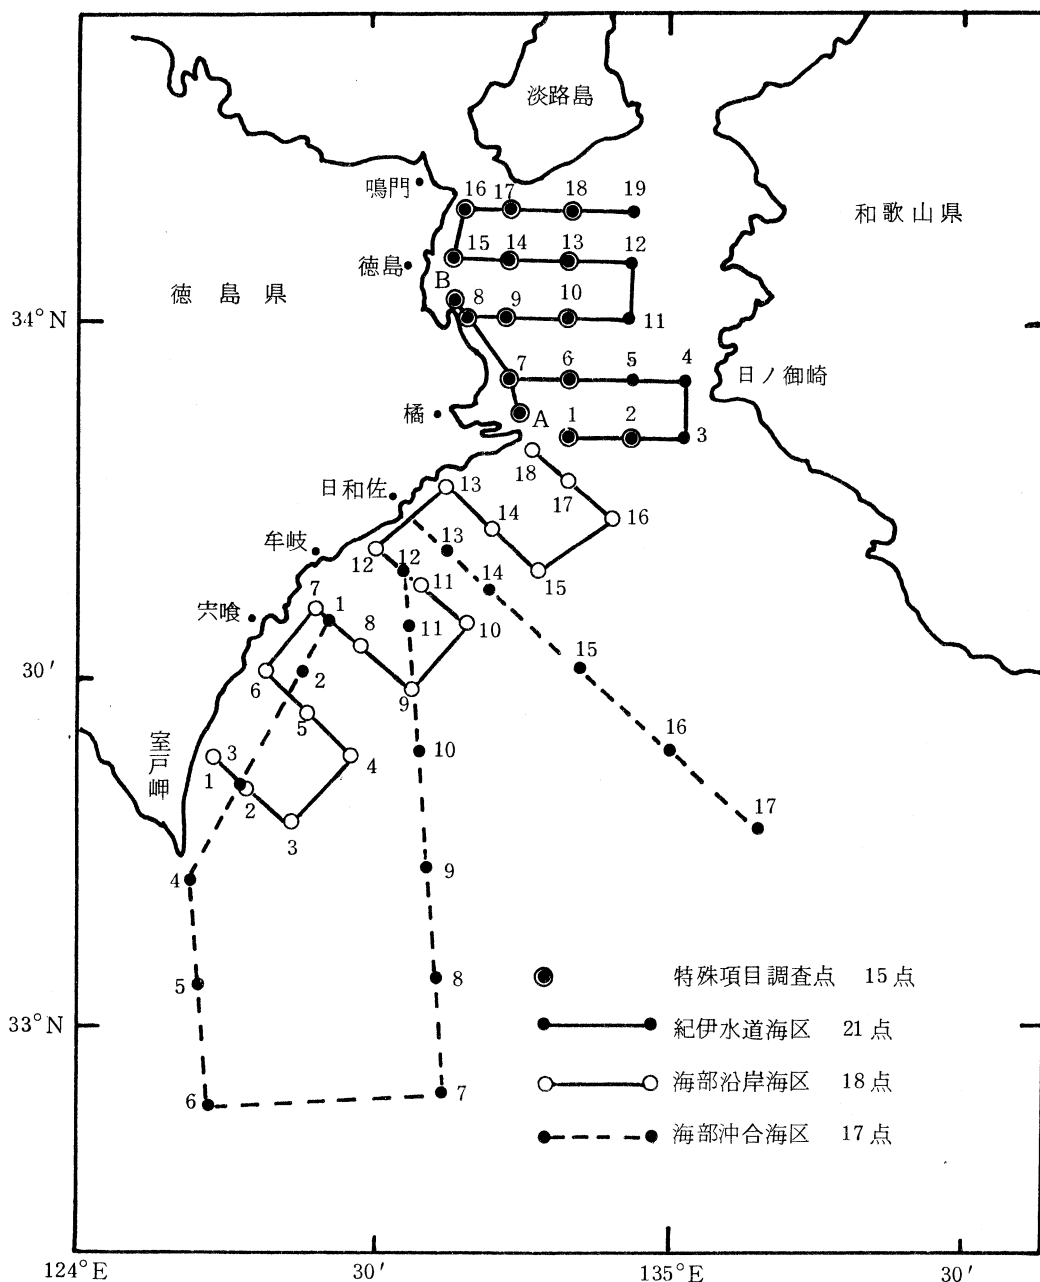 淡路島
鳴門
16 17 18 19
和歌山県
徳島
15 14 13 12
B
徳島県
8 9 10
11
34°N
7 6 5 4
日ノ御崎
橘
A 1 2 3
18
日和佐
13
17
14 16
牟岐
13
12 12 14
11
15
7 1
宍喰
8 11 10
15
30′
6 2
9
5
16
室戸岬
3
10
1
4
2
17
3
4 9
特殊項目調査点 15点
5 8
33°N
紀伊水道海区 21点
海部沿岸海区 18点
6 7
海部沖合海区 17点
124°E 30′ 135°E 30′